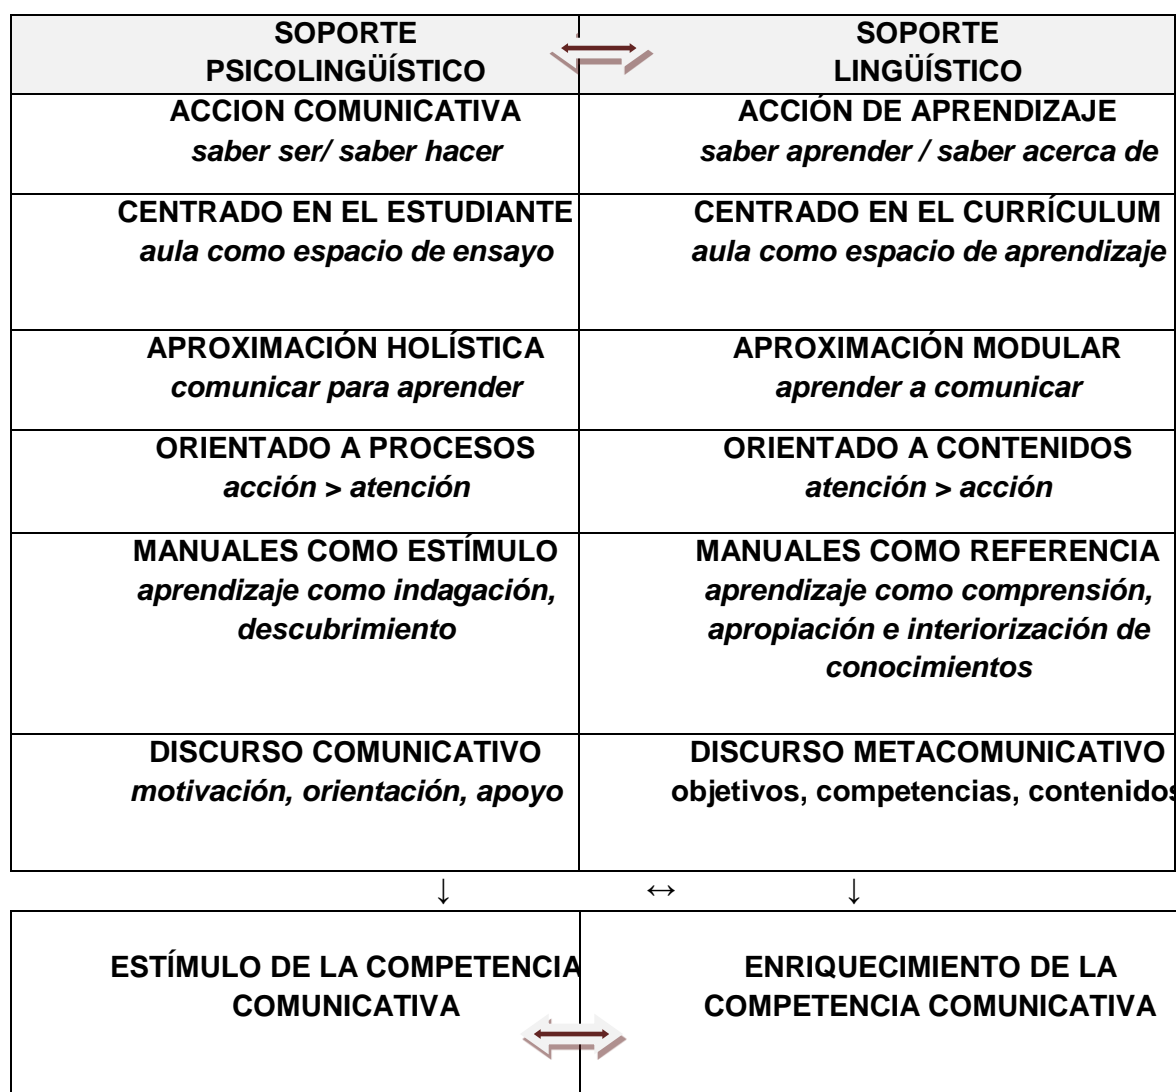 SOPORTE
PSICOLINGÜÍSTICO
SOPORTE
LINGÜÍSTICO
ACCION COMUNICATIVA
saber ser/ saber hacer
ACCIÓN DE APRENDIZAJE
saber aprender / saber acerca de
CENTRADO EN EL ESTUDIANTE
aula como espacio de ensayo
CENTRADO EN EL CURRÍCULUM
aula como espacio de aprendizaje
APROXIMACIÓN HOLÍSTICA
comunicar para aprender
APROXIMACIÓN MODULAR
aprender a comunicar
ORIENTADO A PROCESOS
acción > atención
ORIENTADO A CONTENIDOS
atención > acción
MANUALES COMO ESTÍMULO
aprendizaje como indagación,
descubrimiento
MANUALES COMO REFERENCIA
aprendizaje como comprensión,
apropiación e interiorización de
conocimientos
DISCURSO COMUNICATIVO
motivación, orientación, apoyo
DISCURSO METACOMUNICATIVO
objetivos, competencias, contenidos
↓ ↔ ↓
ESTÍMULO DE LA COMPETENCIA
COMUNICATIVA
ENRIQUECIMIENTO DE LA
COMPETENCIA COMUNICATIVA